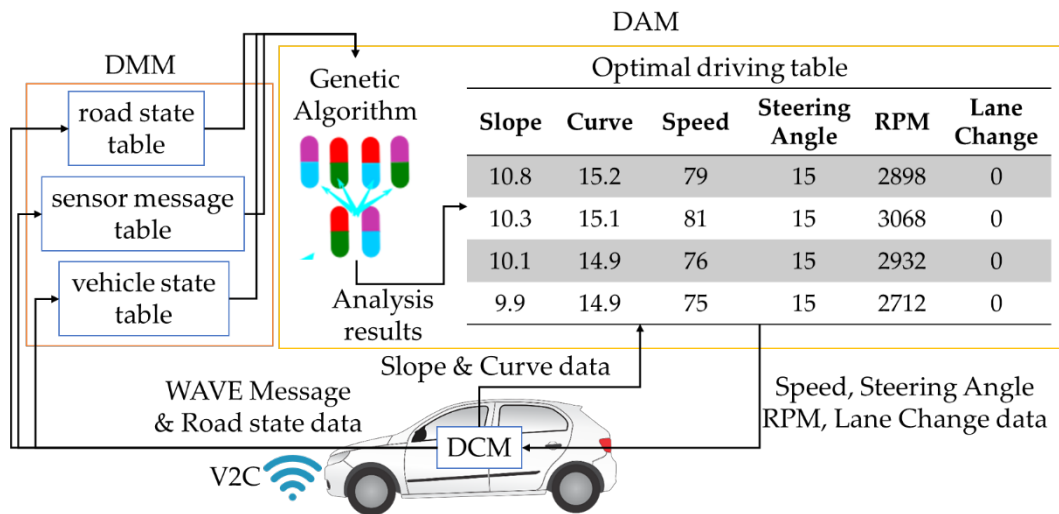 DAM
DMM
road state
table
sensor message
table
vehicle state
table
Genetic
Algorithm
Analysis
results
Optimal driving table
Slope Curve Speed Steering Angle RPM Lane Change
10.8 15.2 79 15 2898 0
10.3 15.1 81 15 3068 0
10.1 14.9 76 15 2932 0
9.9 14.9 75 15 2712 0
Slope & Curve data
WAVE Message
& Road state data
Speed, Steering Angle
RPM, Lane Change data
DCM
V2C